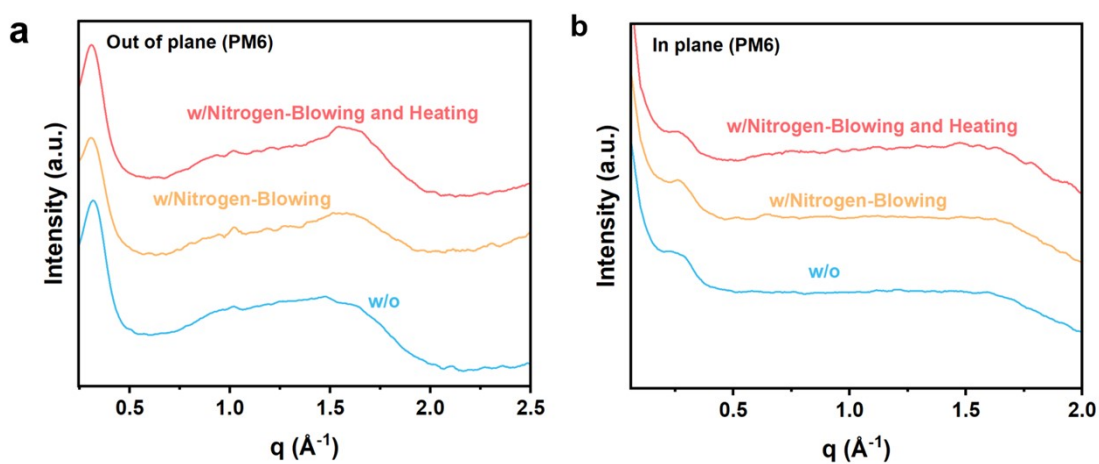 a
Out of plane (PM6)
w/Nitrogen-Blowing and Heating
w/Nitrogen-Blowing
w/o
Intensity (a.u.)
0.5 1.0 1.5 2.0 2.5
q (Å-1)
b
In plane (PM6)
w/Nitrogen-Blowing and Heating
w/Nitrogen-Blowing
w/o
Intensity (a.u.)
0.5 1.0 1.5 2.0
q (Å-1)